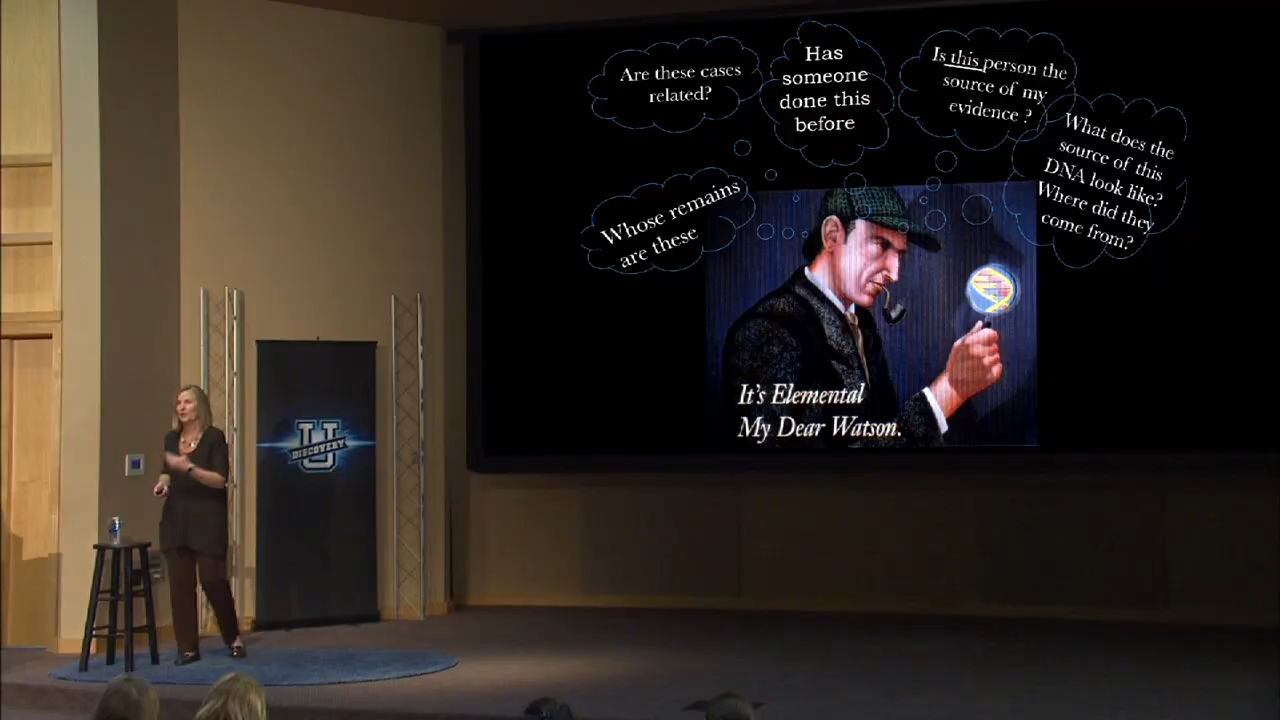 Are these cases
related?
Has
someone
done this
before
Is this person the
source of my
evidence ?
What does the
source of this
DNA look like?
Where did they
come from?
Whose remains
are these
It's Elemental
My Dear Watson.
U
DISCOVERY